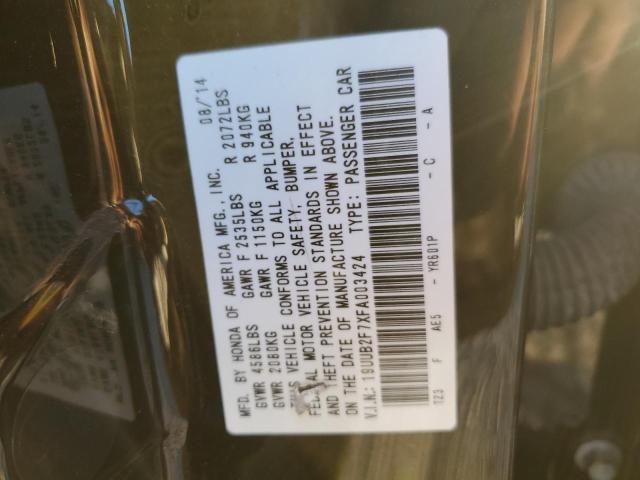 MFD. BY HONDA OF AMERICA MFG., INC. 08/14
GVWR 4586LBS GAWR F 2535LBS R 2072LBS
GVWR 2080KG GAWR F 1150KG R 940KG
THIS VEHICLE CONFORMS TO ALL APPLICABLE
FEDERAL MOTOR VEHICLE SAFETY, BUMPER,
AND THEFT PREVENTION STANDARDS IN EFFECT
ON THE DATE OF MANUFACTURE SHOWN ABOVE.
V.I.N.: 19UUB2F7XFA003424 TYPE: PASSENGER CAR
T23 F AE5 - YR601P - C - A